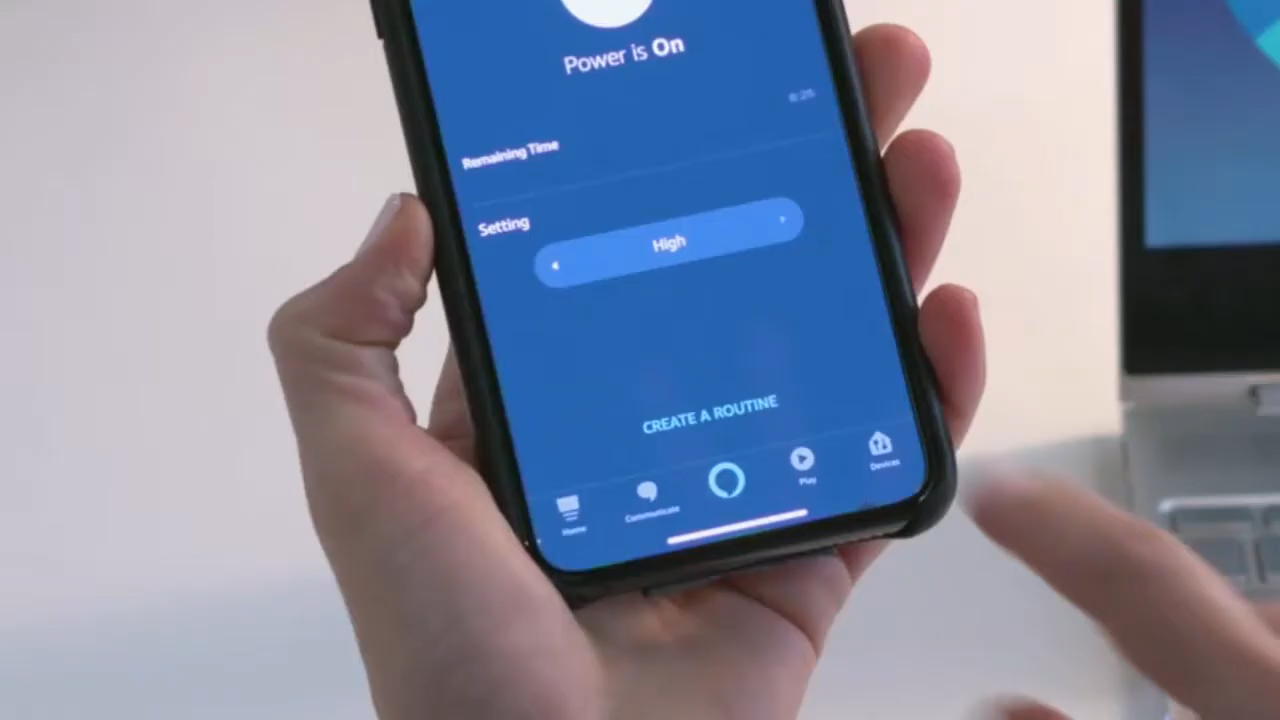 Power is On
Remaining Time
Setting
High
CREATE A ROUTINE
Home
Communicate
Play
Devices